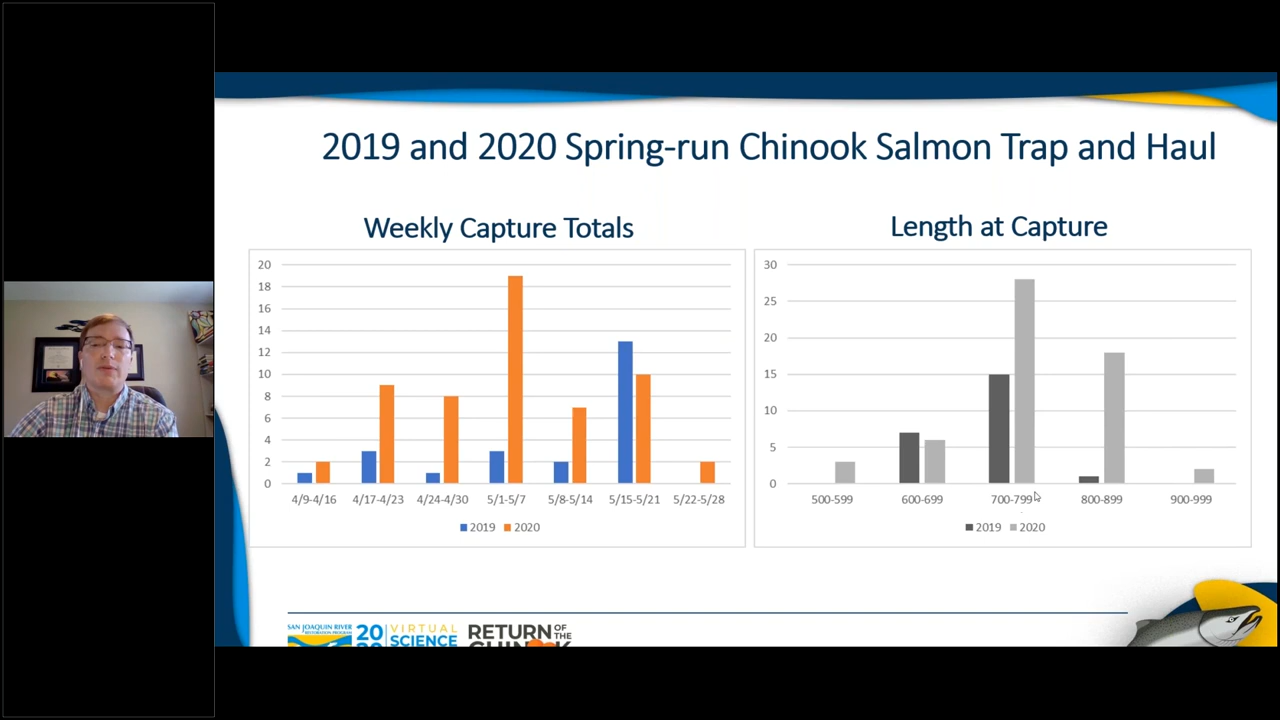 2019 and 2020 Spring-run Chinook Salmon Trap and Haul
Weekly Capture Totals
20
18
16
14
12
10
8
6
4
2
0
4/9-4/16 4/17-4/23 4/24-4/30 5/1-5/7 5/8-5/14 5/15-5/21 5/22-5/28
2019 2020
Length at Capture
30
25
20
15
10
5
0
500-599 600-699 700-799 800-899 900-999
2019 2020
SAN JOAQUIN RIVER
RESTORATION PROGRAM
20
VIRTUAL
SCIENCE
RETURN OF THE
CHINOOK